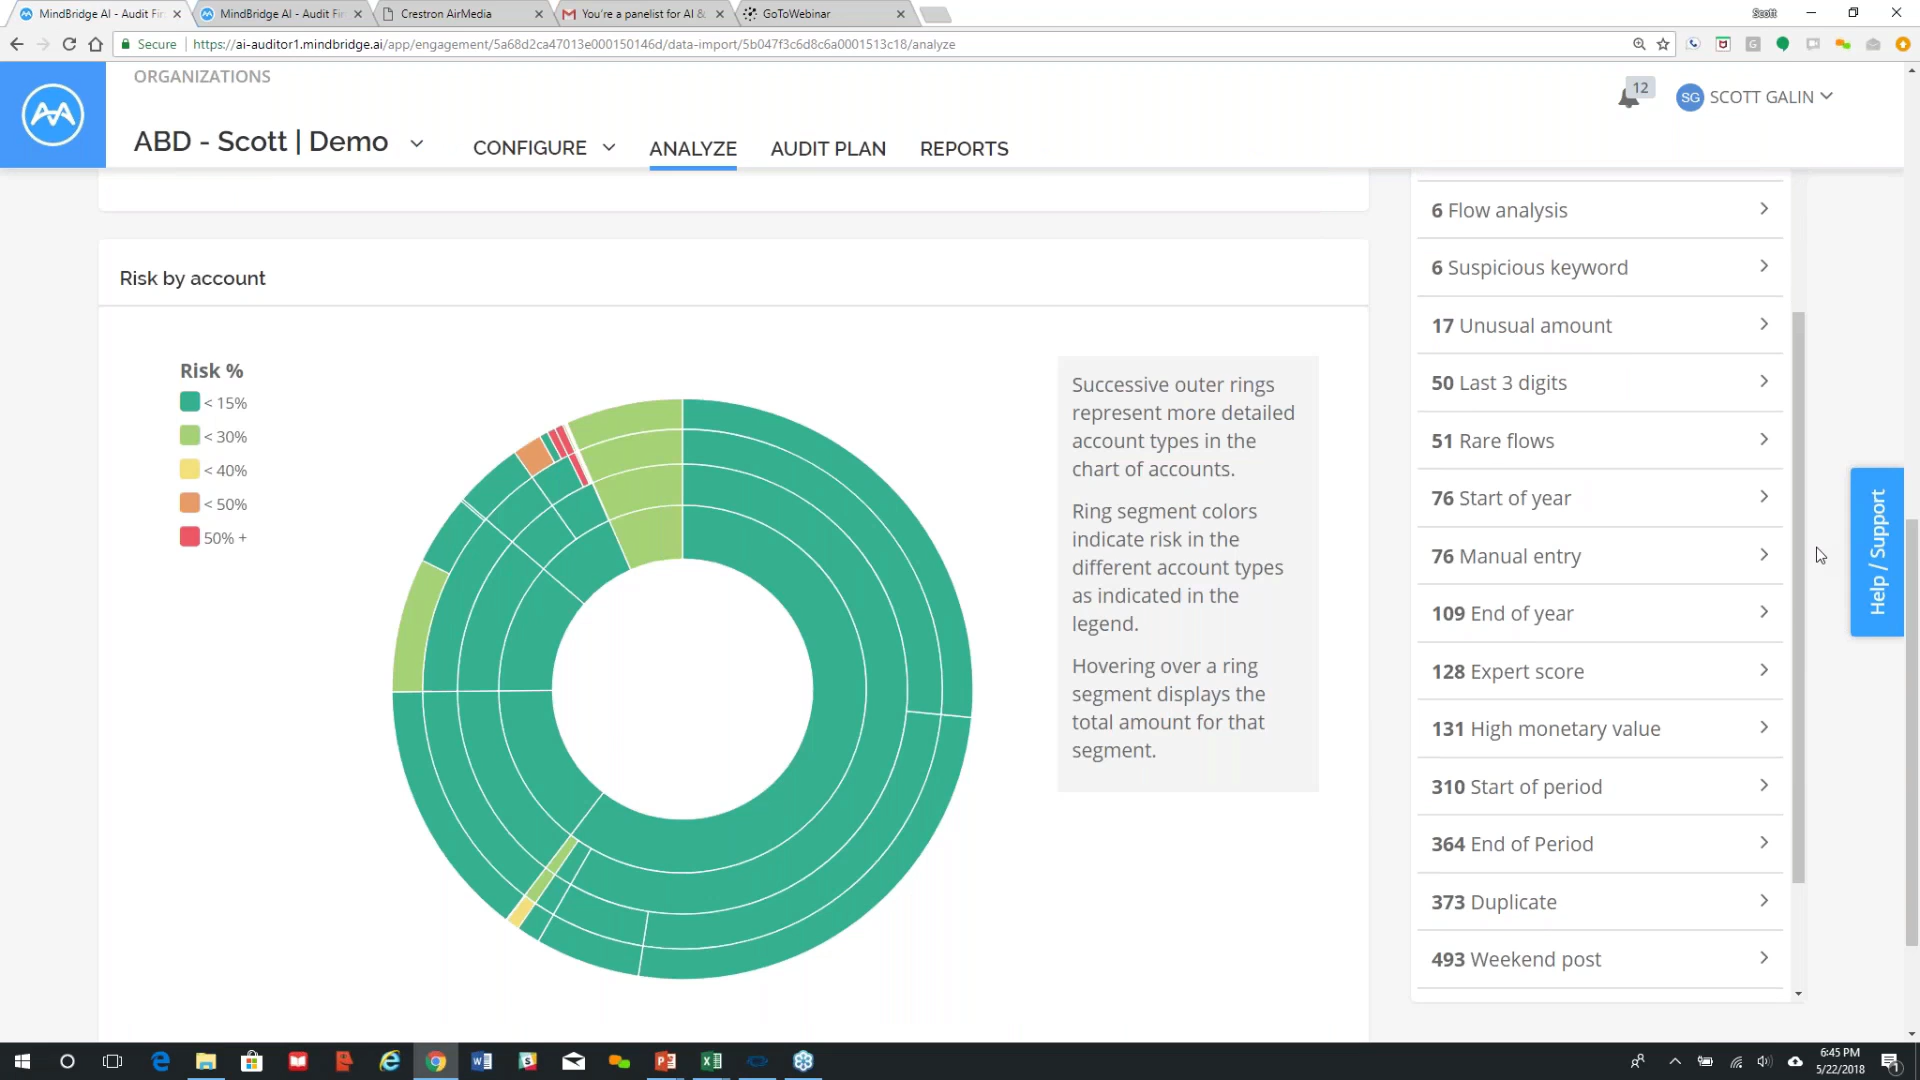 MindBridge AI - Audit Fir
MindBridge AI - Audit Fir
Crestron AirMedia
You're a panelist for AI &
GoToWebinar
Scott
Secure
https://ai-auditor1.mindbridge.ai/app/engagement/5a68d2ca47013e000150146d/data-import/5b047f3c6d8c6a0001513c18/analyze
ORGANIZATIONS
12
SG SCOTT GALIN
ABD - Scott | Demo
CONFIGURE
ANALYZE
AUDIT PLAN
REPORTS
Risk by account
Risk %
< 15%
< 30%
< 40%
< 50%
50% +
Successive outer rings
represent more detailed
account types in the
chart of accounts.
Ring segment colors
indicate risk in the
different account types
as indicated in the
legend.
Hovering over a ring
segment displays the
total amount for that
segment.
6 Flow analysis
6 Suspicious keyword
17 Unusual amount
50 Last 3 digits
51 Rare flows
76 Start of year
76 Manual entry
109 End of year
128 Expert score
131 High monetary value
310 Start of period
364 End of Period
373 Duplicate
493 Weekend post
Help / Support
6:45 PM
5/22/2018
1